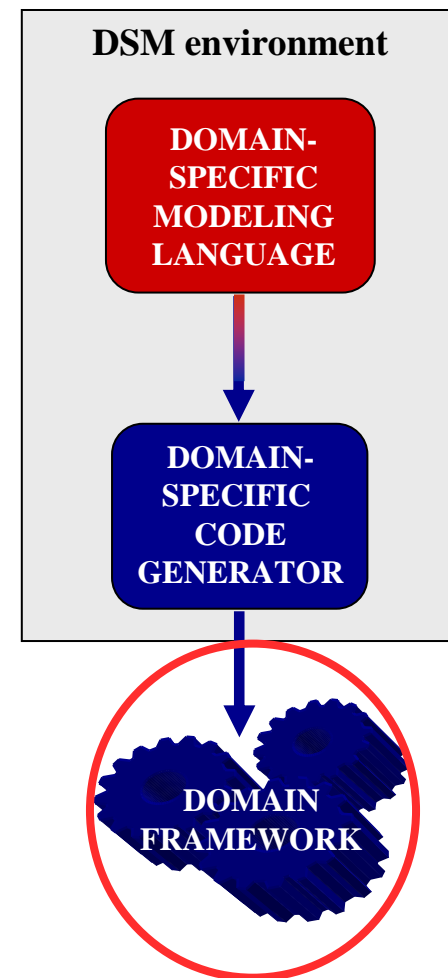 DSM environment
DOMAIN-
SPECIFIC
MODELING
LANGUAGE
DOMAIN-
SPECIFIC
CODE
GENERATOR
DOMAIN
FRAMEWORK